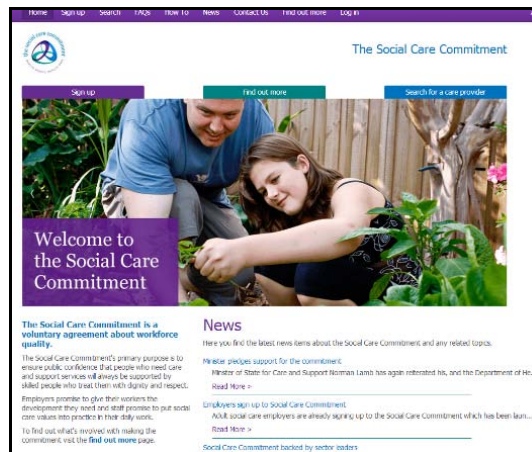 Home Sign up Search FAQs How To News Contact Us Find out more Log in
the social care commitment
The Social Care Commitment
Sign up
Find out more
Search for a care provider
Welcome to
the Social Care
Commitment
The Social Care Commitment is a
voluntary agreement about workforce
quality.
The Social Care Commitment's primary purpose is to
ensure public confidence that people who need care
and support services will always be supported by
skilled people who treat them with dignity and respect.
Employers promise to give their workers the
development they need and staff promise to put social
care values into practice in their daily work.
To find out what's involved with making the
commitment visit the find out more page.
News
Here you find the latest news items about the Social Care Commitment and any related topics.
Minister pledges support for the commitment
Minister of State for Care and Support Norman Lamb has again reiterated his, and the Department of He...
Read More >
Employers sign up to Social Care Commitment
Adult social care employers are already signing up to the Social Care Commitment which has been laun...
Read More >
Social Care Commitment backed by sector leaders